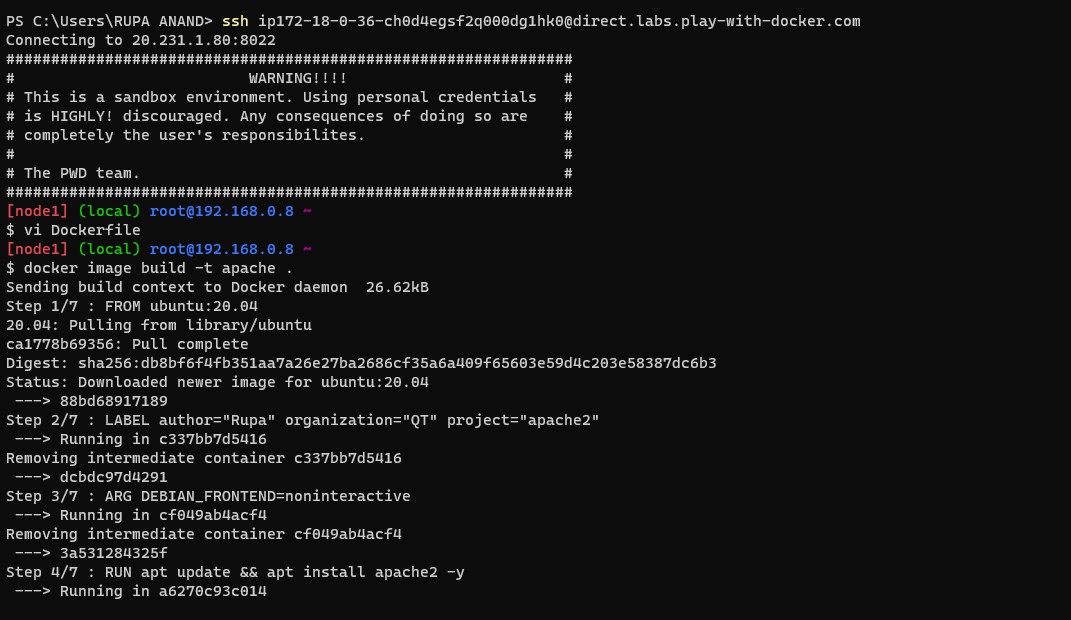 PS C:\Users\RUPA ANAND> ssh ip172-18-0-36-ch0d4egsf2q000dg1hk0@direct.labs.play-with-docker.com
Connecting to 20.231.1.80:8022
###############################################################
#                          WARNING!!!!                        #
# This is a sandbox environment. Using personal credentials   #
# is HIGHLY! discouraged. Any consequences of doing so are    #
# completely the user's responsibilites.                      #
#                                                             #
# The PWD team.                                               #
###############################################################
[node1] (local) root@192.168.0.8 ~
$ vi Dockerfile
[node1] (local) root@192.168.0.8 ~
$ docker image build -t apache .
Sending build context to Docker daemon  26.62kB
Step 1/7 : FROM ubuntu:20.04
20.04: Pulling from library/ubuntu
ca1778b69356: Pull complete
Digest: sha256:db8bf6f4fb351aa7a26e27ba2686cf35a6a409f65603e59d4c203e58387dc6b3
Status: Downloaded newer image for ubuntu:20.04
 ---> 88bd68917189
Step 2/7 : LABEL author="Rupa" organization="QT" project="apache2"
 ---> Running in c337bb7d5416
Removing intermediate container c337bb7d5416
 ---> dcbdc97d4291
Step 3/7 : ARG DEBIAN_FRONTEND=noninteractive
 ---> Running in cf049ab4acf4
Removing intermediate container cf049ab4acf4
 ---> 3a531284325f
Step 4/7 : RUN apt update && apt install apache2 -y
 ---> Running in a6270c93c014